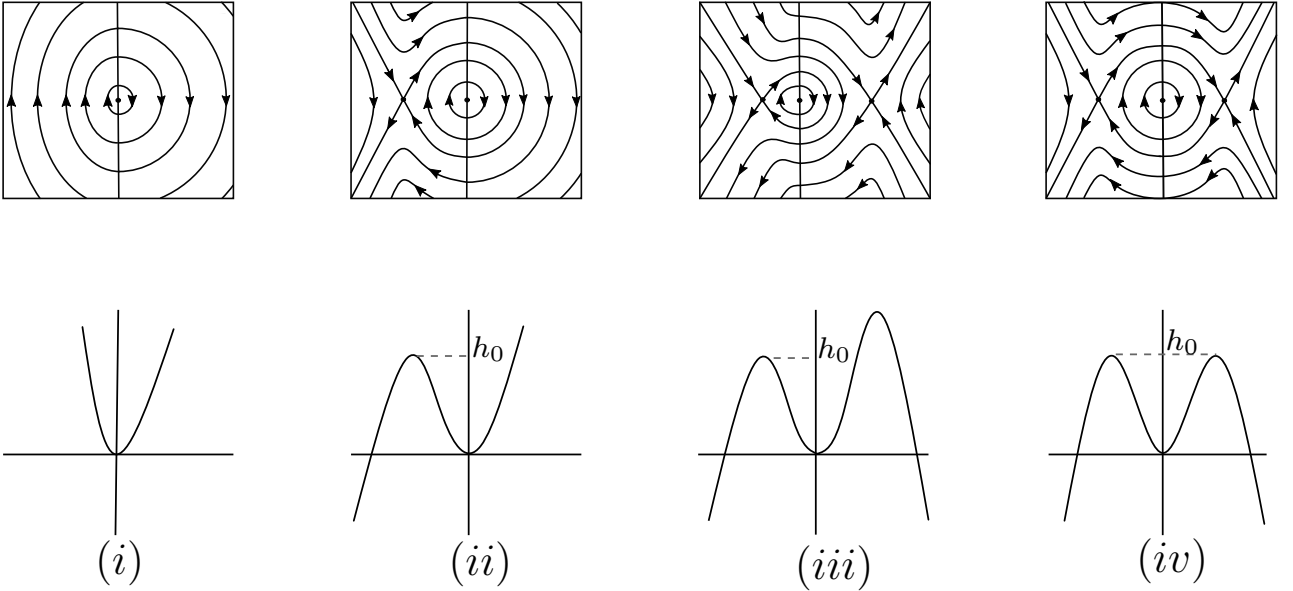 h₀ h₀ h₀
(i) (ii) (iii) (iv)